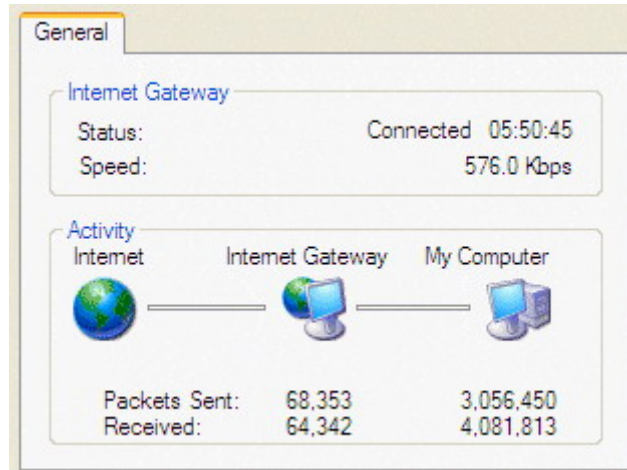 General
Internet Gateway
Status: Connected 05:50:45
Speed: 576.0 Kbps
Activity
Internet Internet Gateway My Computer
Packets Sent: 68,353 3,056,450
Received: 64,342 4,081,813